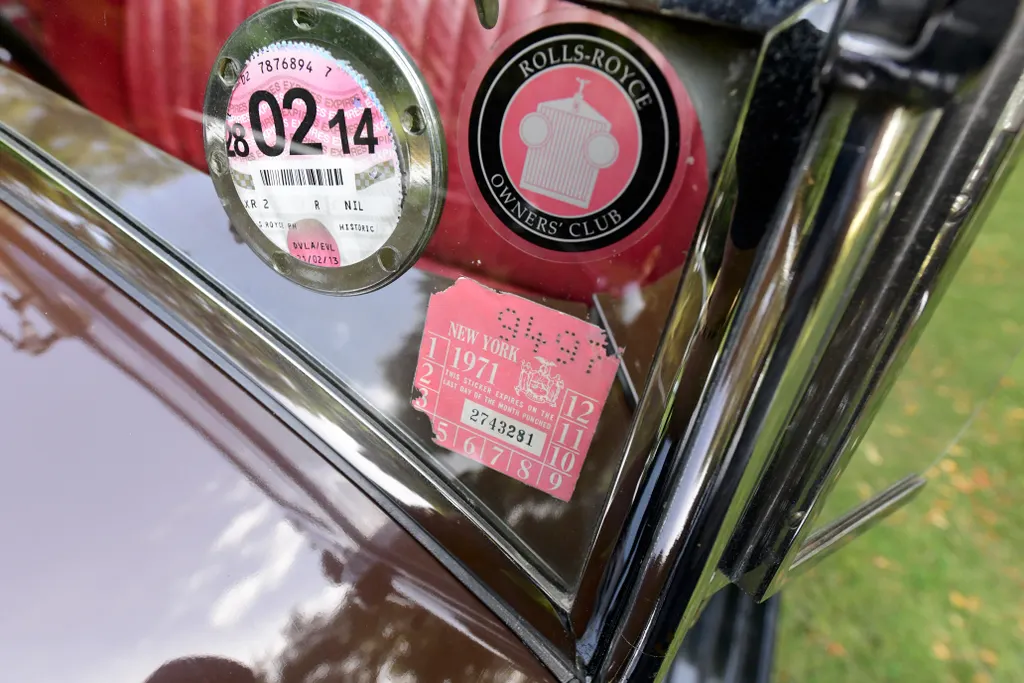 02 7876894 7
28 02 14
XR 2 R NIL
HISTORIC
DVLA/EVL
21/02/13
ROLLS-ROYCE
OWNERS' CLUB
9497
NEW YORK
1971
THIS STICKER EXPIRES ON THE
LAST DAY OF THE MONTH PUNCHED
2743281
1
2
3
5 6 7 8 9
10
11
12